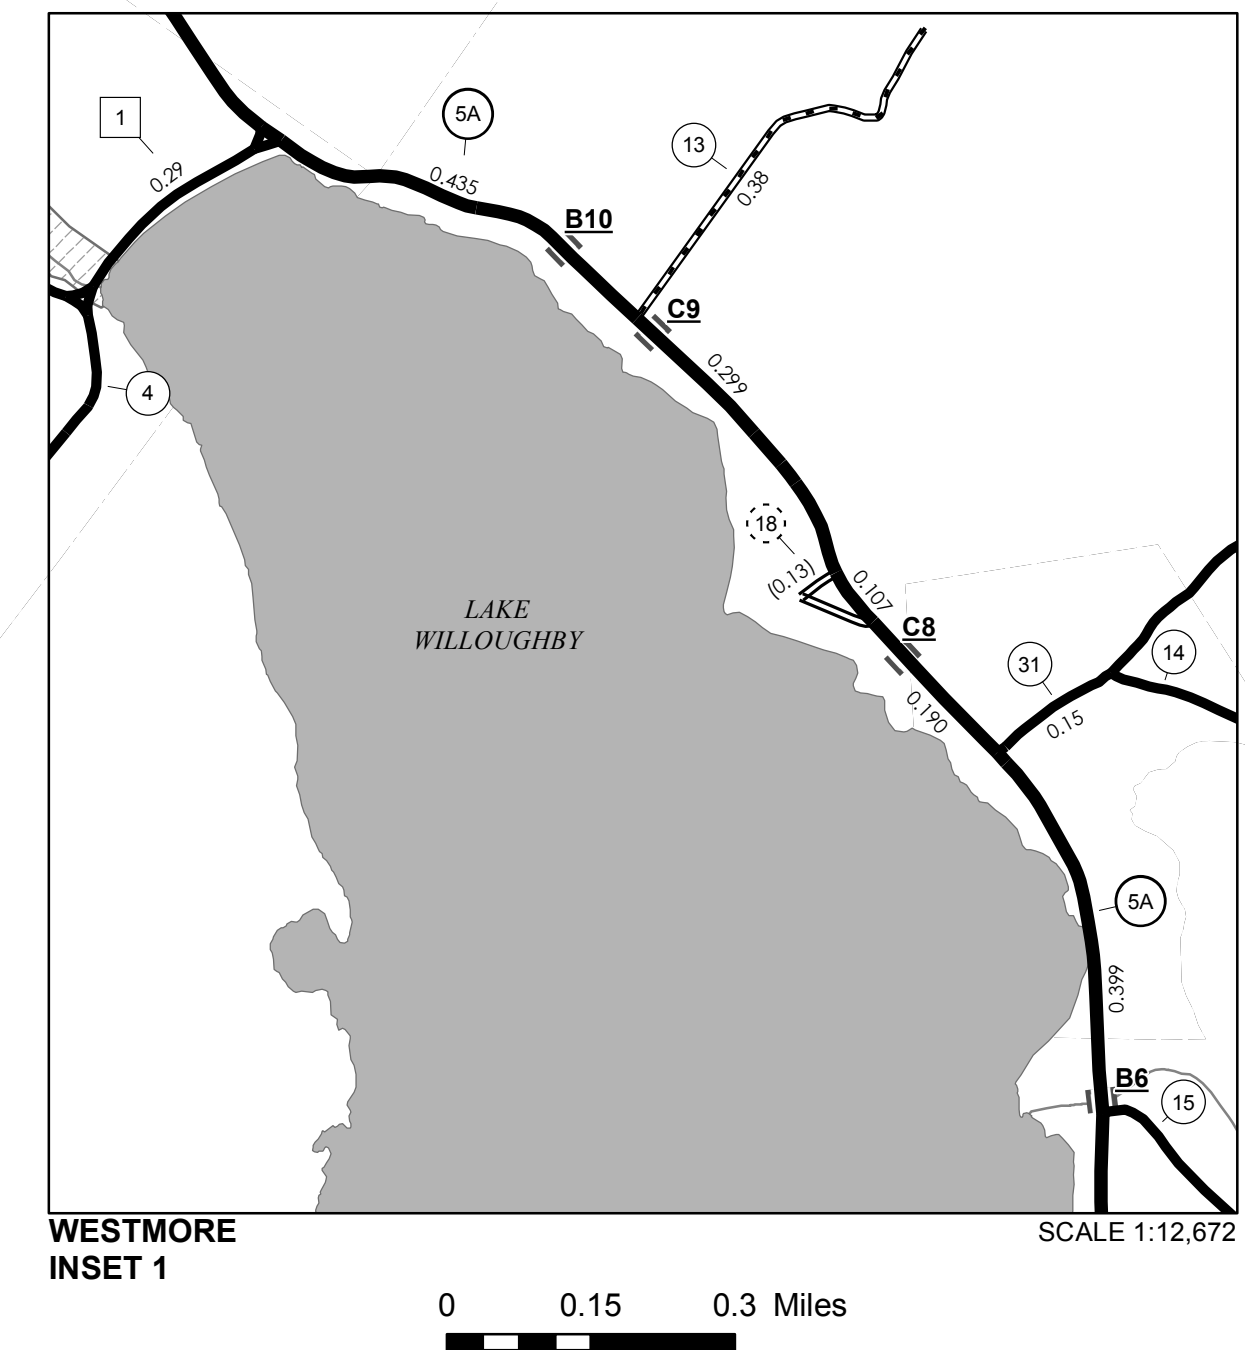 1
5A
0.29
0.435
13
0.38
B10
C9
4
0.299
18
(0.13)
0.107
C8
LAKE
WILLOUGHBY
31
14
0.190
0.15
5A
0.399
B6
15
WESTMORE
INSET 1
SCALE 1:12,672
0 0.15 0.3 Miles